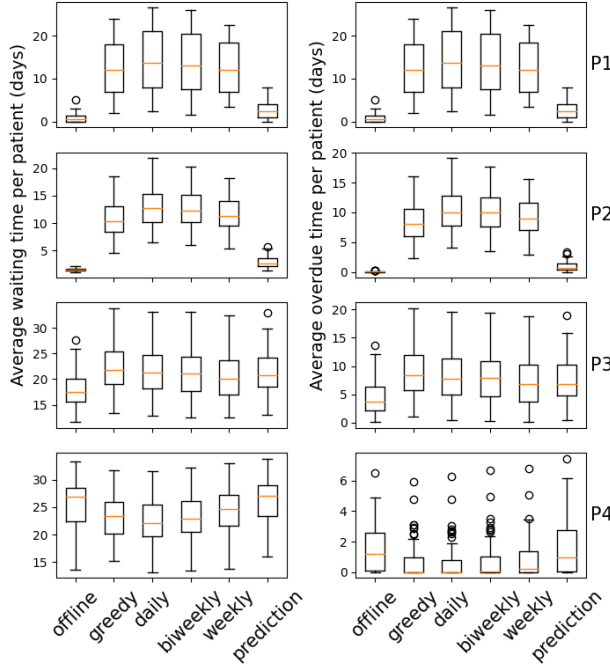 Average waiting time per patient (days)
Average overdue time per patient (days)
20
10
0
20
10
0
P1
20
15
10
5
20
15
10
5
0
P2
30
25
20
15
20
15
10
5
0
P3
30
25
20
15
6
4
2
0
P4
offline
greedy
daily
biweekly
weekly
prediction
offline
greedy
daily
biweekly
weekly
prediction